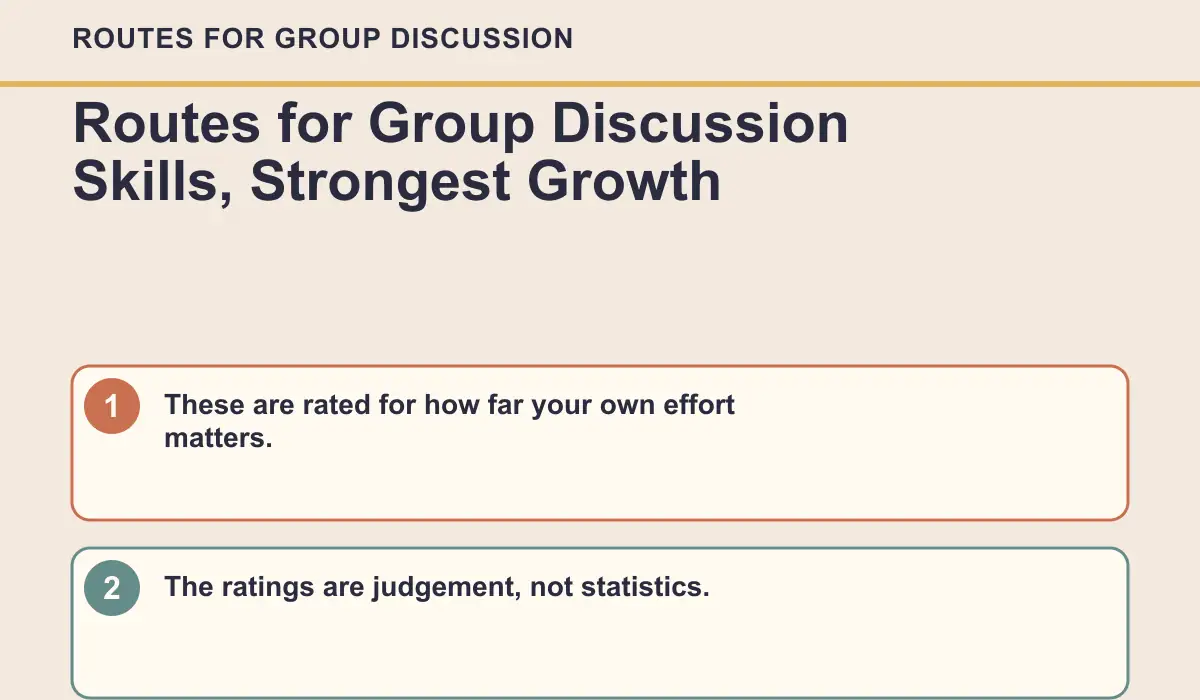 ROUTES FOR GROUP DISCUSSION
Routes for Group Discussion
Skills, Strongest Growth
1
These are rated for how far your own effort
matters.
2
The ratings are judgement, not statistics.